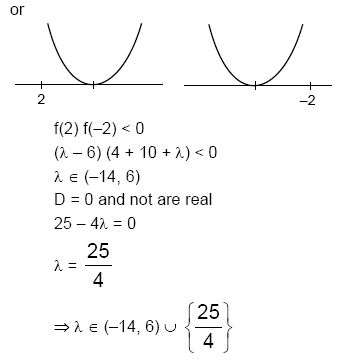 or
2
–2
f(2) f(–2) < 0
(λ – 6) (4 + 10 + λ) < 0
λ ∈ (–14, 6)
D = 0 and not are real
25 – 4λ = 0
λ = 25/4
⇒ λ ∈ (–14, 6) ∪ {25/4}